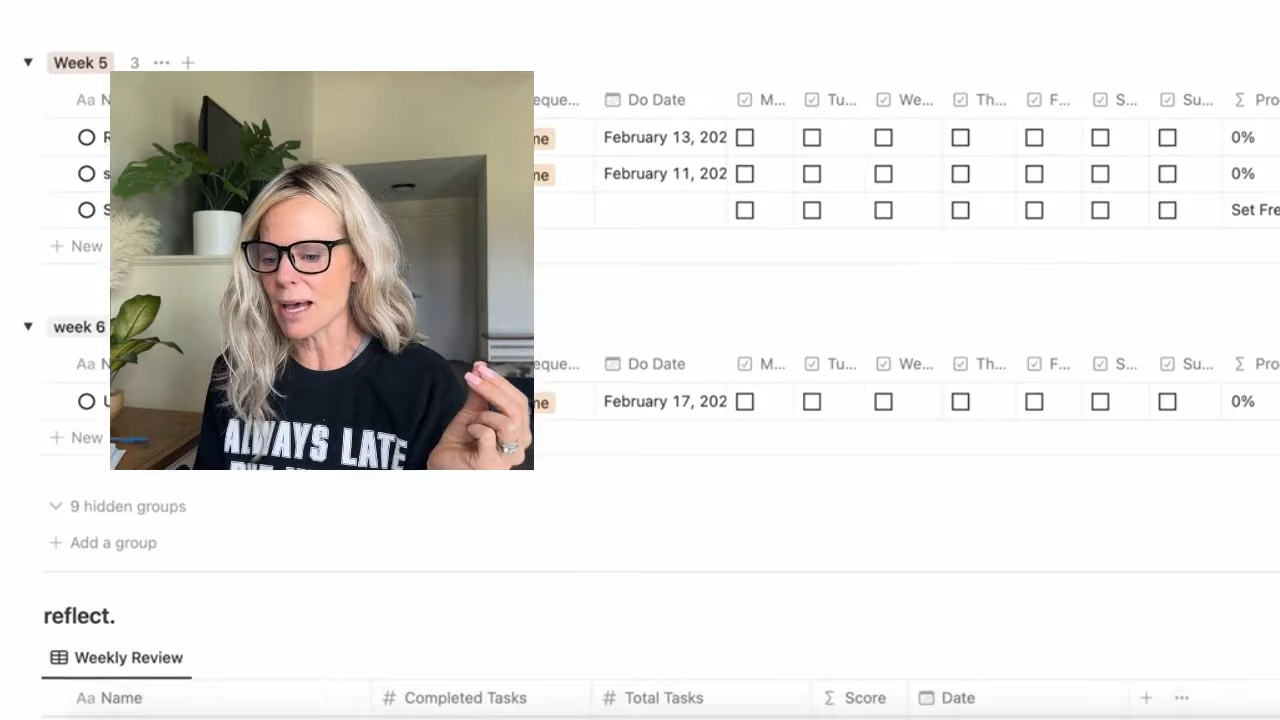 Week 5 3 ... +
Aa eque... Do Date M... Tu... We... Th... F... S... Su... Σ Pro
February 13, 202 0%
February 11, 202 0%
Set Fre
+ New
week 6
Aa eque... Do Date M... Tu... We... Th... F... S... Su... Σ Pro
February 17, 202 0%
+ New
ALWAYS LATE
9 hidden groups
+ Add a group
reflect.
Weekly Review
Aa Name # Completed Tasks # Total Tasks Σ Score Date + ...